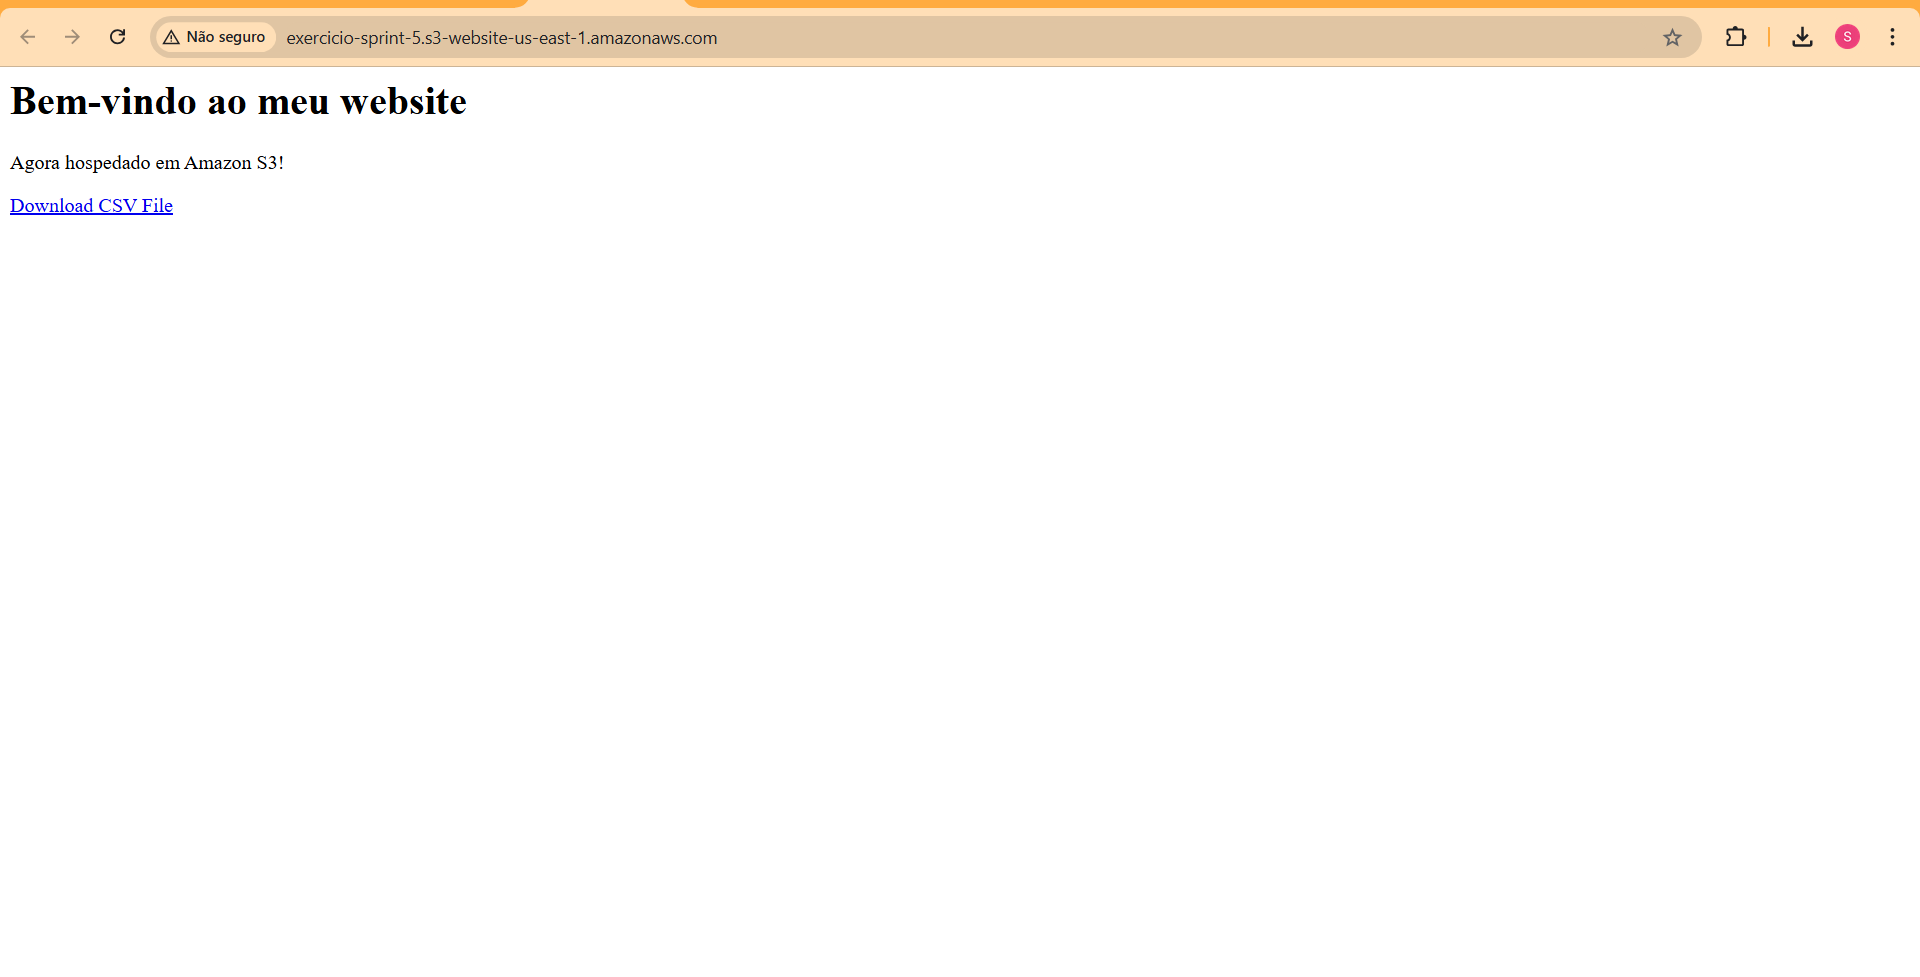 Não seguro
exercicio-sprint-5.s3-website-us-east-1.amazonaws.com
S
Bem-vindo ao meu website
Agora hospedado em Amazon S3!
Download CSV File